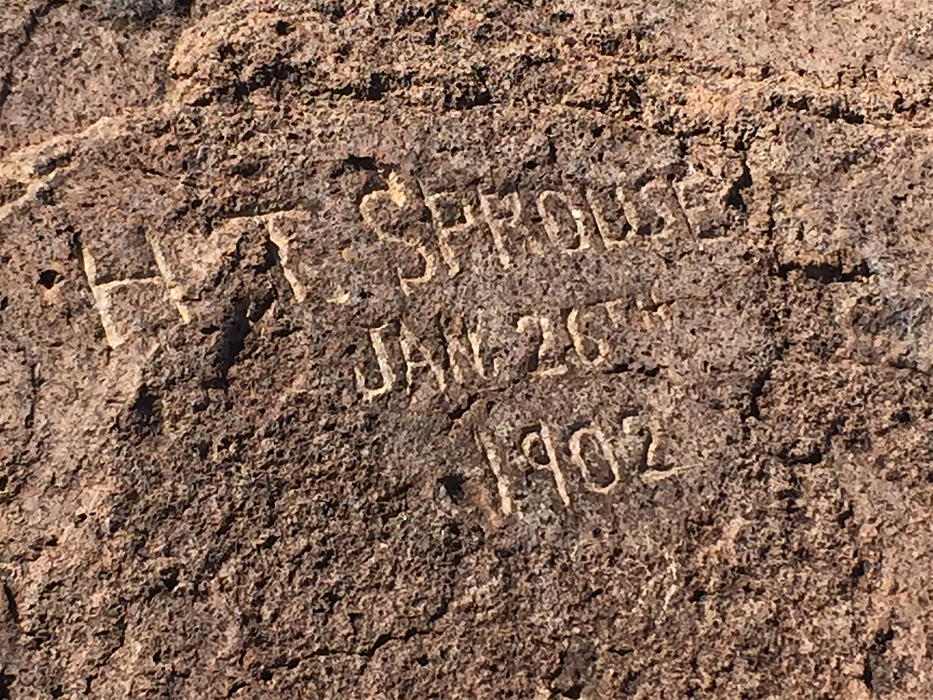 H T. SPROUSE
JAN 26TH
1902